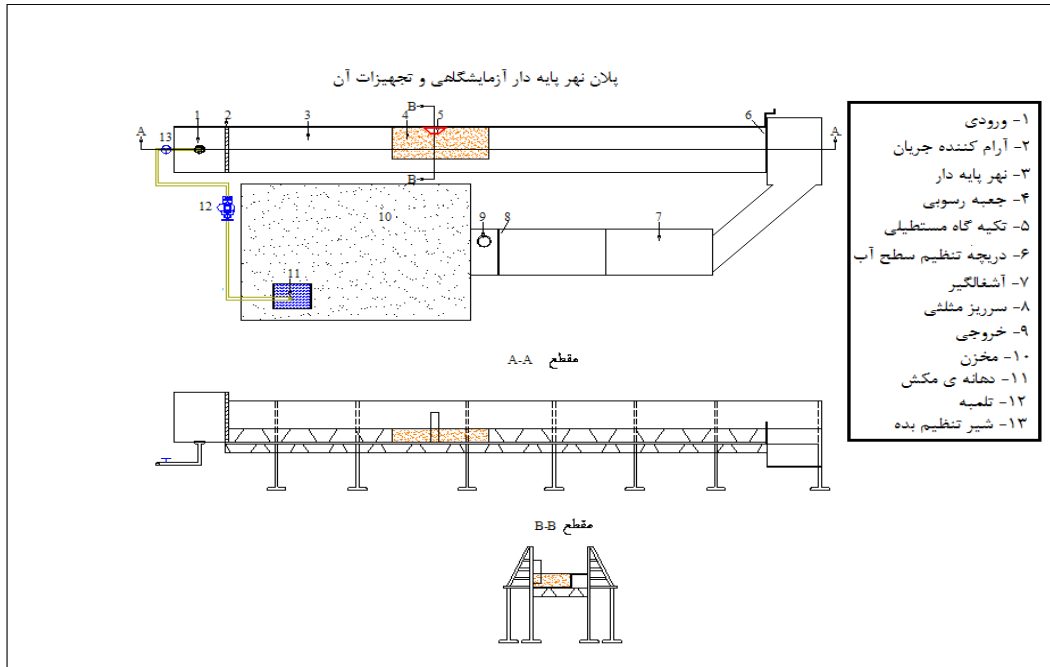 پلان نهر پایه دار آزمایشگاهی و تجهیزات آن
B
A 13 1 2 3 4 5 6 A
B
12 10 9 8 7
11
۱- ورودی
۲- آرام کننده جریان
۳- نهر پایه دار
۴- جعبه رسوبی
۵- تکیه گاه مستطیلی
۶- دریچه تنظیم سطح آب
۷- آشغالگیر
۸- سرریز مثلثی
۹- خروجی
۱۰- مخزن
۱۱- دهانه ی مکش
۱۲- تلمبه
۱۳- شیر تنظیم بده
مقطع A-A
مقطع B-B